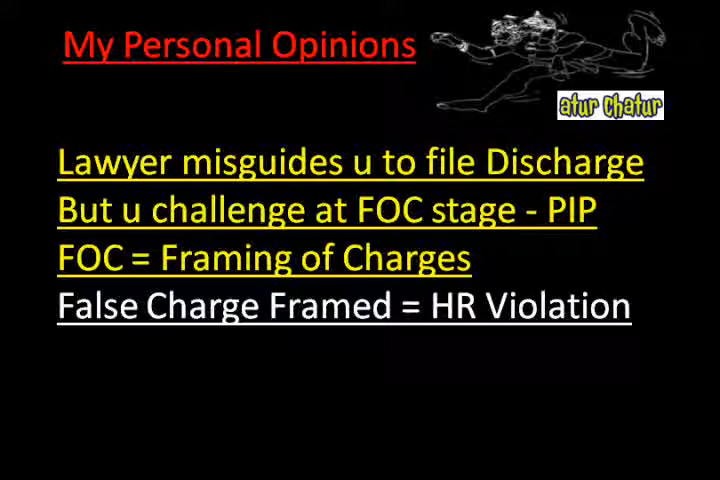 My Personal Opinions
atur chatur
Lawyer misguides u to file Discharge
But u challenge at FOC stage - PIP
FOC = Framing of Charges
False Charge Framed = HR Violation